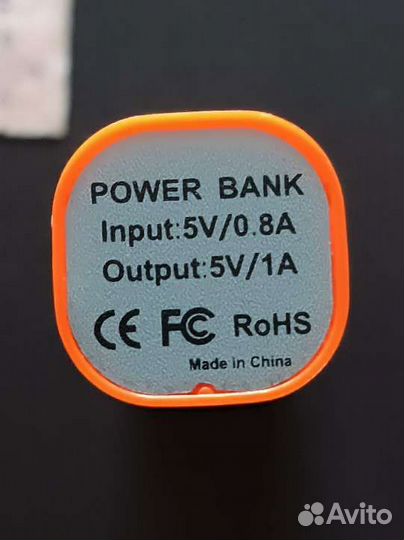 POWER BANK
Input:5V/0.8A
Output:5V/1A
CE FC RoHS
Made in China
Avito